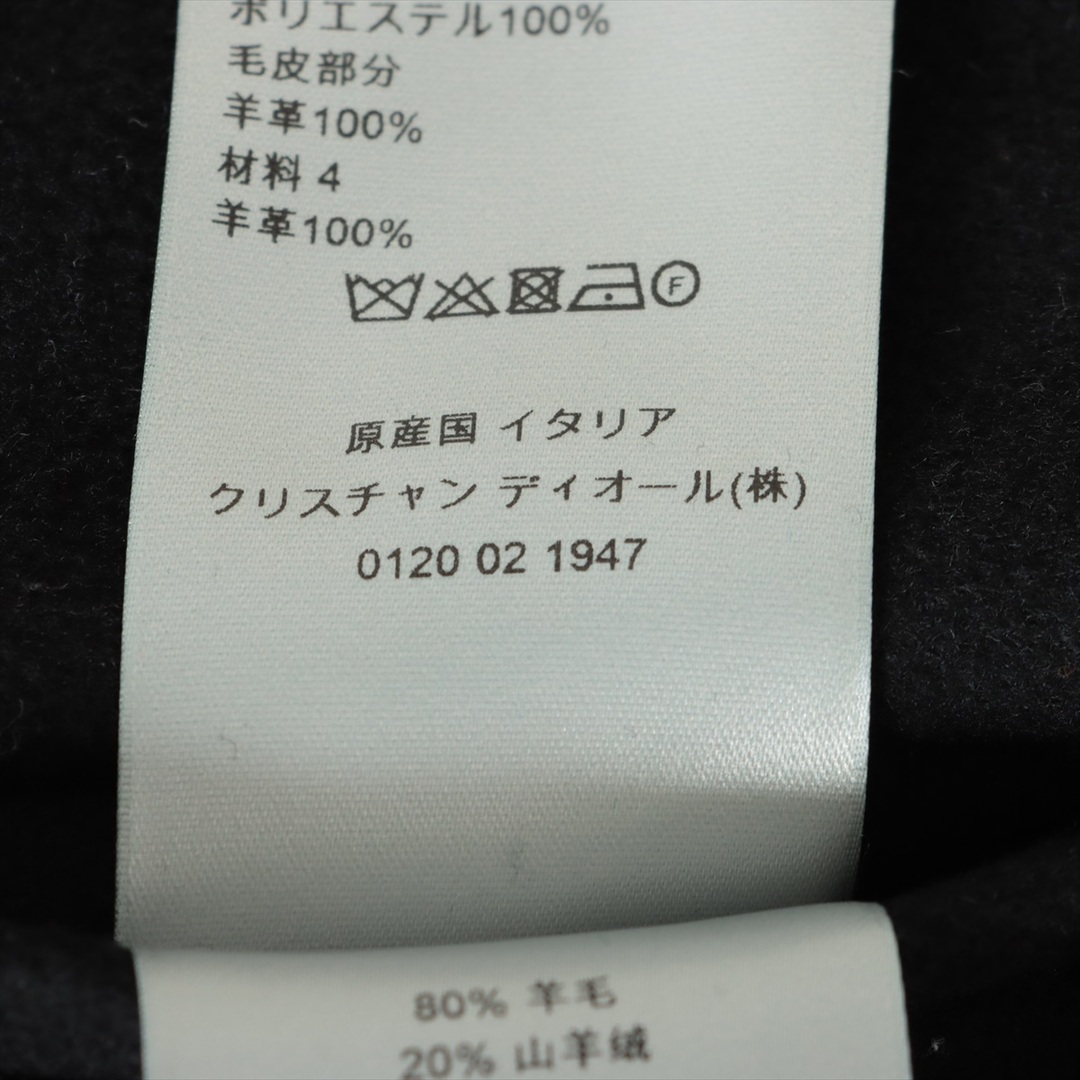 ポリエステル100%
毛皮部分
羊革100%
材料 4
羊革100%
F
原産国 イタリア
クリスチャン ディオール(株)
0120 02 1947
80% 羊毛
20% 山羊绒